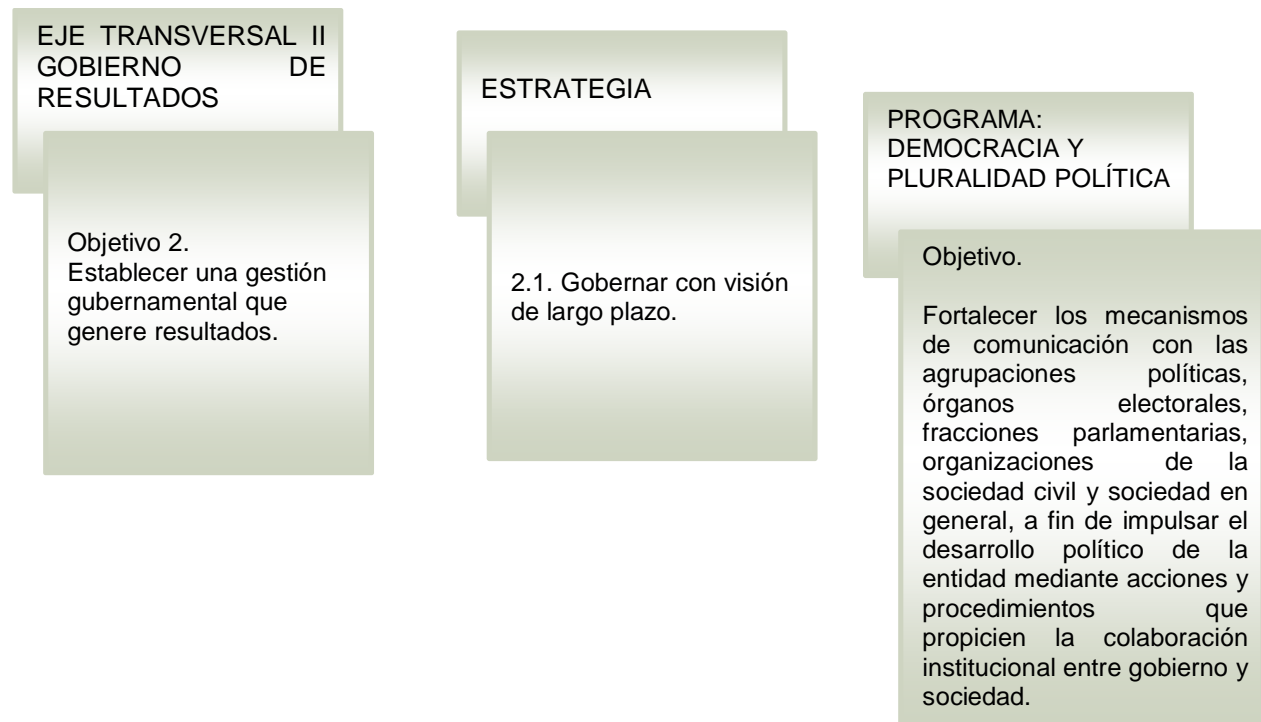 EJE TRANSVERSAL II
GOBIERNO DE
RESULTADOS
Objetivo 2.
Establecer una gestión
gubernamental que
genere resultados.
ESTRATEGIA
2.1. Gobernar con visión
de largo plazo.
PROGRAMA:
DEMOCRACIA Y
PLURALIDAD POLÍTICA
Objetivo.
Fortalecer los mecanismos
de comunicación con las
agrupaciones políticas,
órganos electorales,
fracciones parlamentarias,
organizaciones de la
sociedad civil y sociedad en
general, a fin de impulsar el
desarrollo político de la
entidad mediante acciones y
procedimientos que
propicien la colaboración
institucional entre gobierno y
sociedad.